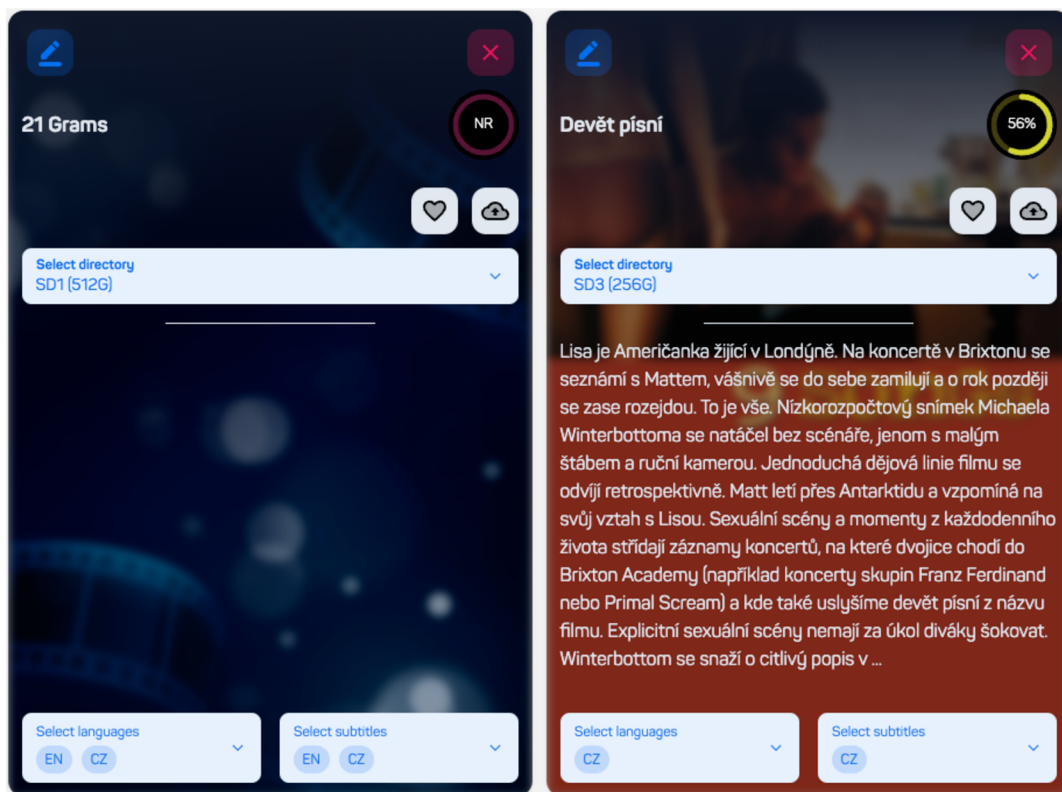 21 Grams
NR
Select directory
SD1 (512G)
Select languages
EN CZ
Select subtitles
EN CZ
Devět písní
56%
Select directory
SD3 (256G)
Lisa je Američanka žijící v Londýně. Na koncertě v Brixtonu se
seznámí s Mattem, vášnivě se do sebe zamilují a o rok později
se zase rozejdou. To je vše. Nízkorozpočtový snímek Michaela
Winterbottoma se natáčel bez scénáře, jenom s malým
štábem a ruční kamerou. Jednoduchá dějová linie filmu se
odvíjí retrospektivně. Matt letí přes Antarktidu a vzpomíná na
svůj vztah s Lisou. Sexuální scény a momenty z každodenního
života střídají záznamy koncertů, na které dvojice chodí do
Brixton Academy (například koncerty skupin Franz Ferdinand
nebo Primal Scream) a kde také uslyšíme devět písní z názvu
filmu. Explicitní sexuální scény nemají za úkol diváky šokovat.
Winterbottom se snaží o citlivý popis v ...
Select languages
CZ
Select subtitles
CZ